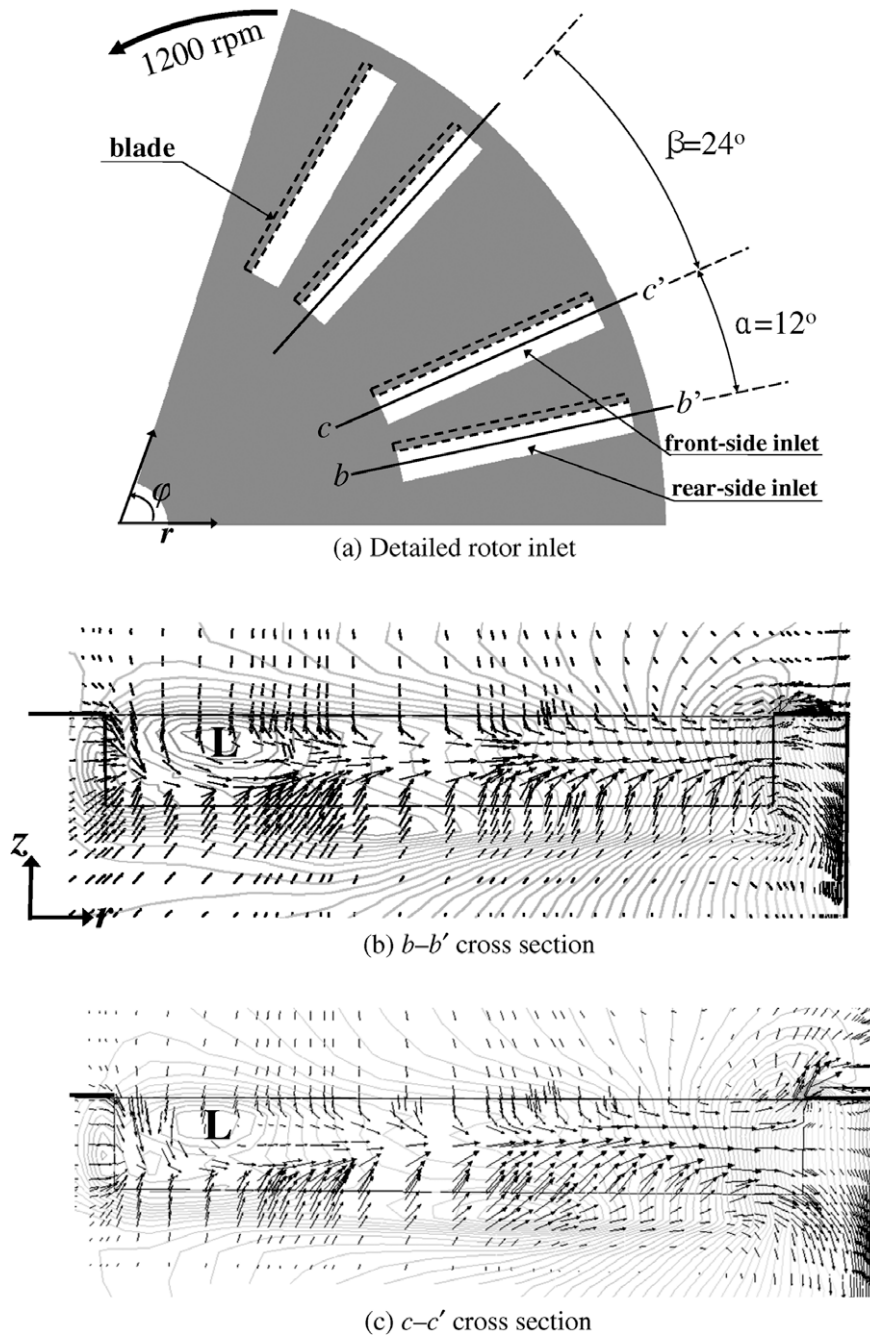 1200 rpm
blade
β=24°
c'
α=12°
b'
c
front-side inlet
b
rear-side inlet
φ
r
(a) Detailed rotor inlet
L
z
r
(b) b–b′ cross section
L
(c) c–c′ cross section